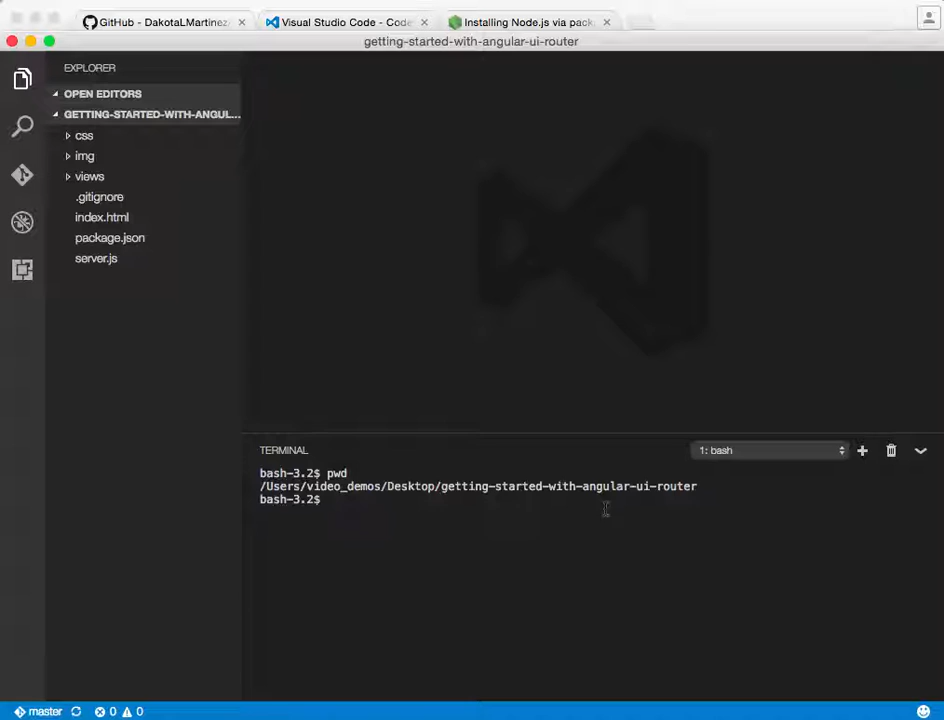 GitHub - DakotaLMartinez
Visual Studio Code - Code
Installing Node.js via pack
getting-started-with-angular-ui-router
EXPLORER
OPEN EDITORS
GETTING-STARTED-WITH-ANGUL...
css
img
views
.gitignore
index.html
package.json
server.js
TERMINAL
1: bash
bash-3.2$ pwd
/Users/video_demos/Desktop/getting-started-with-angular-ui-router
bash-3.2$
master
0
0